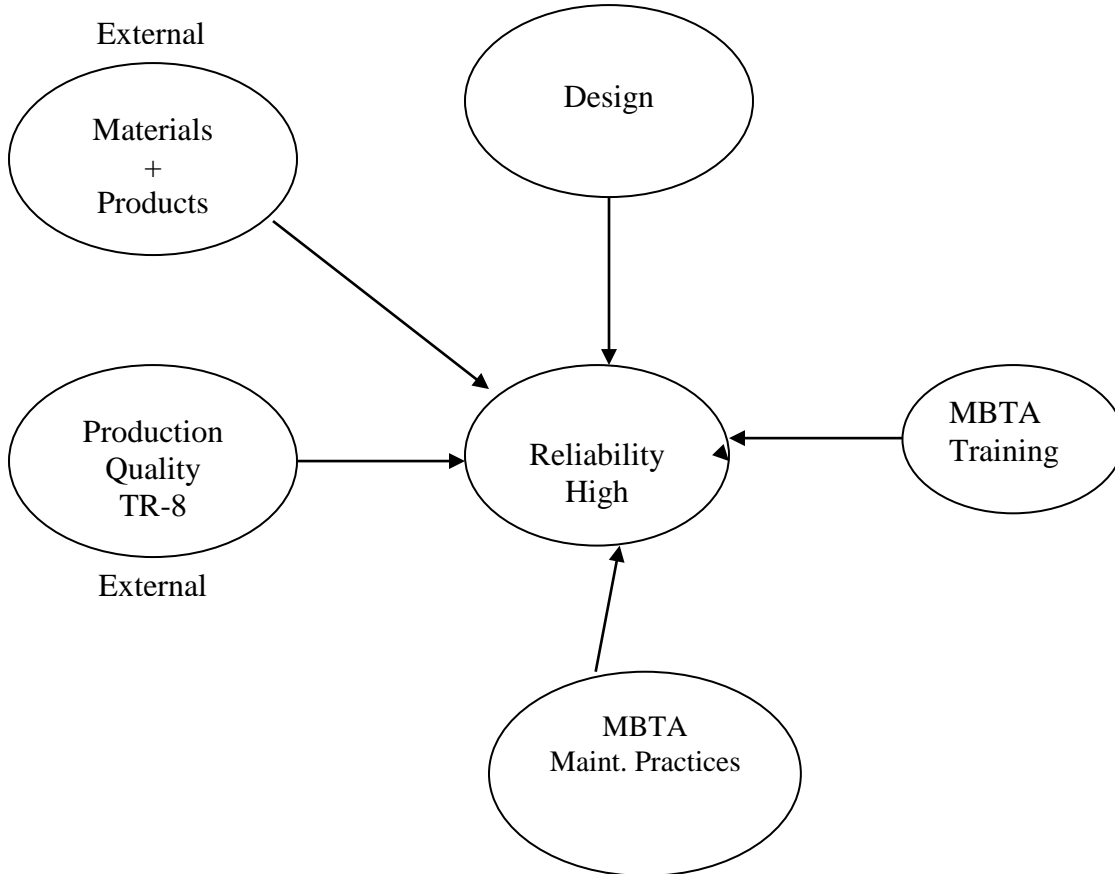 External
Materials
+
Products
Design
Production
Quality
TR-8
External
Reliability
High
MBTA
Training
MBTA
Maint. Practices